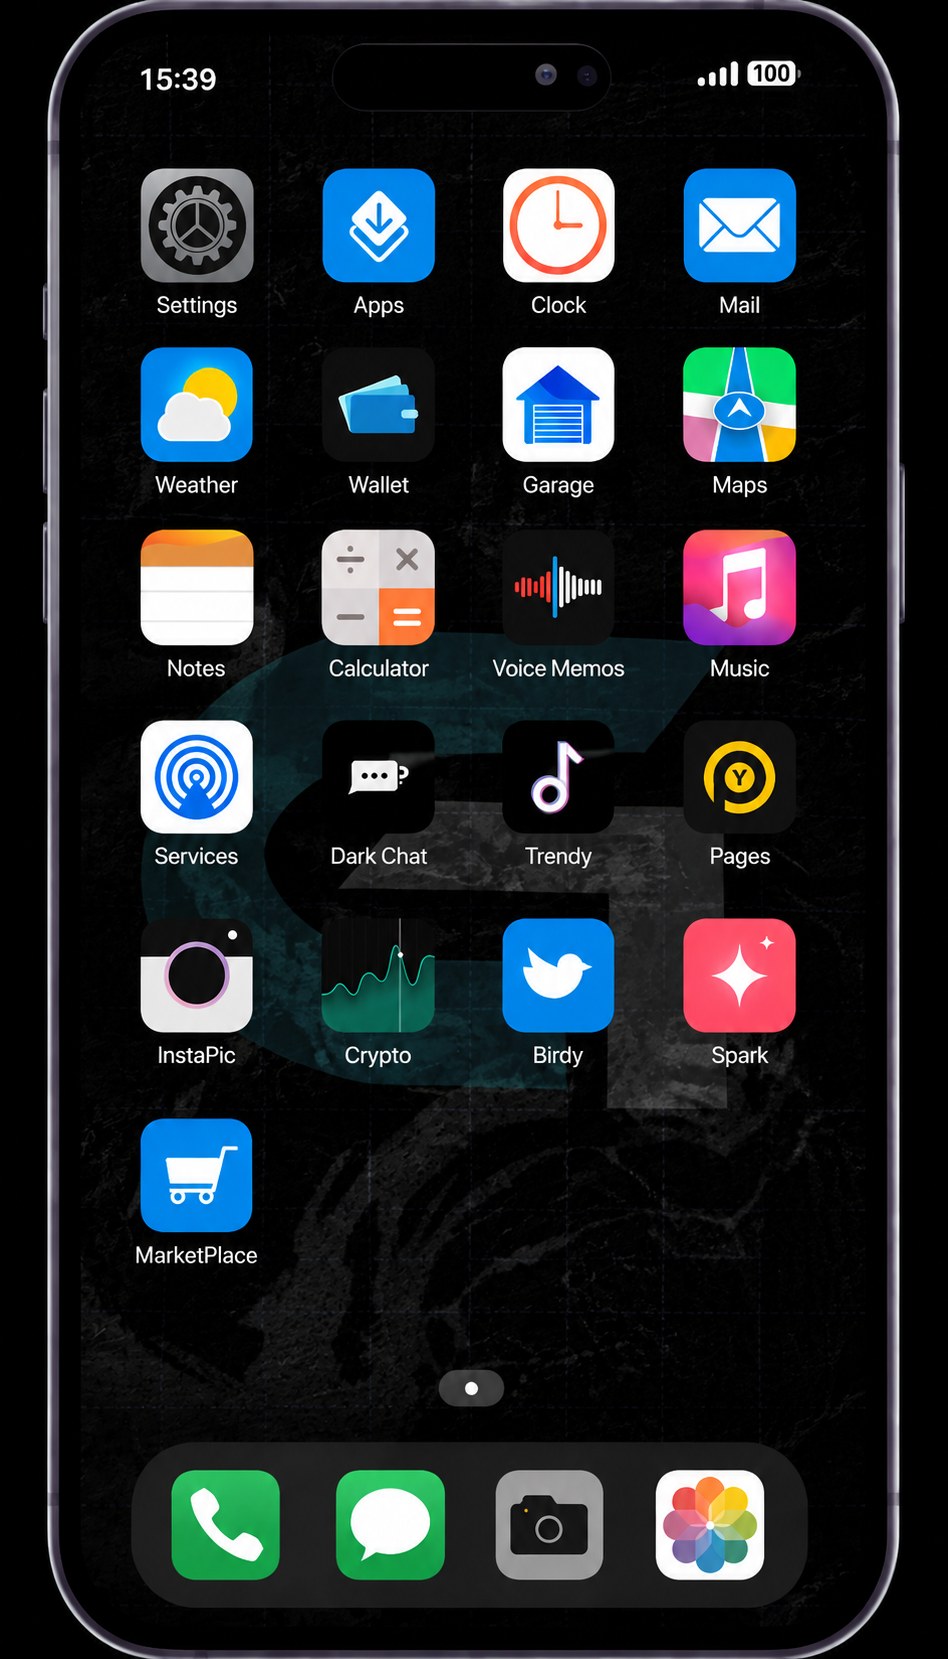 15:39 100
Settings Apps Clock Mail
Weather Wallet Garage Maps
Notes Calculator Voice Memos Music
Y
Services Dark Chat Trendy Pages
InstaPic Crypto Birdy Spark
MarketPlace